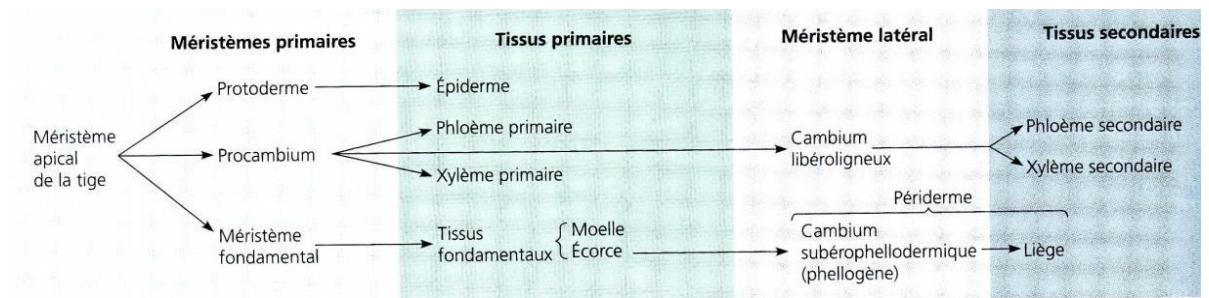 Méristèmes primaires
Tissus primaires
Méristème latéral
Tissus secondaires
Méristème
apical
de la tige
Protoderme
Épiderme
Procambium
Phloème primaire
Xylème primaire
Cambium
libéroligneux
Phloème secondaire
Xylème secondaire
Méristème
fondamental
Tissus
fondamentaux
Moelle
Écorce
Périderme
Cambium
subérophellodermique
(phellogène)
Liège